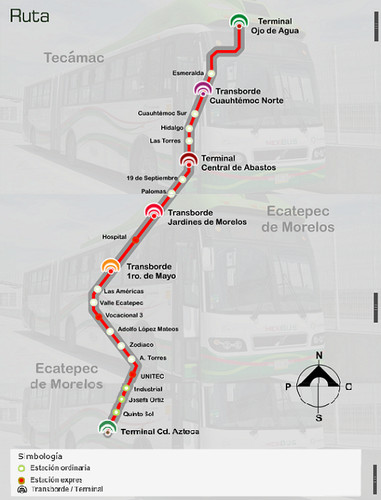 Ruta
Terminal
Ojo de Agua
Tecámac
Esmeralda
Transborde
Cuauhtémoc Norte
Cuauhtémoc Sur
Hidalgo
Las Torres
Terminal
Central de Abastos
19 de Septiembre
Palomas
Transborde
Jardines de Morelos
Ecatepec
de Morelos
Hospital
Transborde
1ro. de Mayo
Las Américas
Valle Ecatepec
Vocacional 3
Adolfo López Mateos
Zodiaco
A. Torres
Ecatepec
de Morelos
UNITEC
Industrial
Josefa Ortiz
Quinto Sol
Terminal Cd. Azteca
N
P
C
S
Simbología
Estación ordinaria
Estación expres
Transborde / Terminal